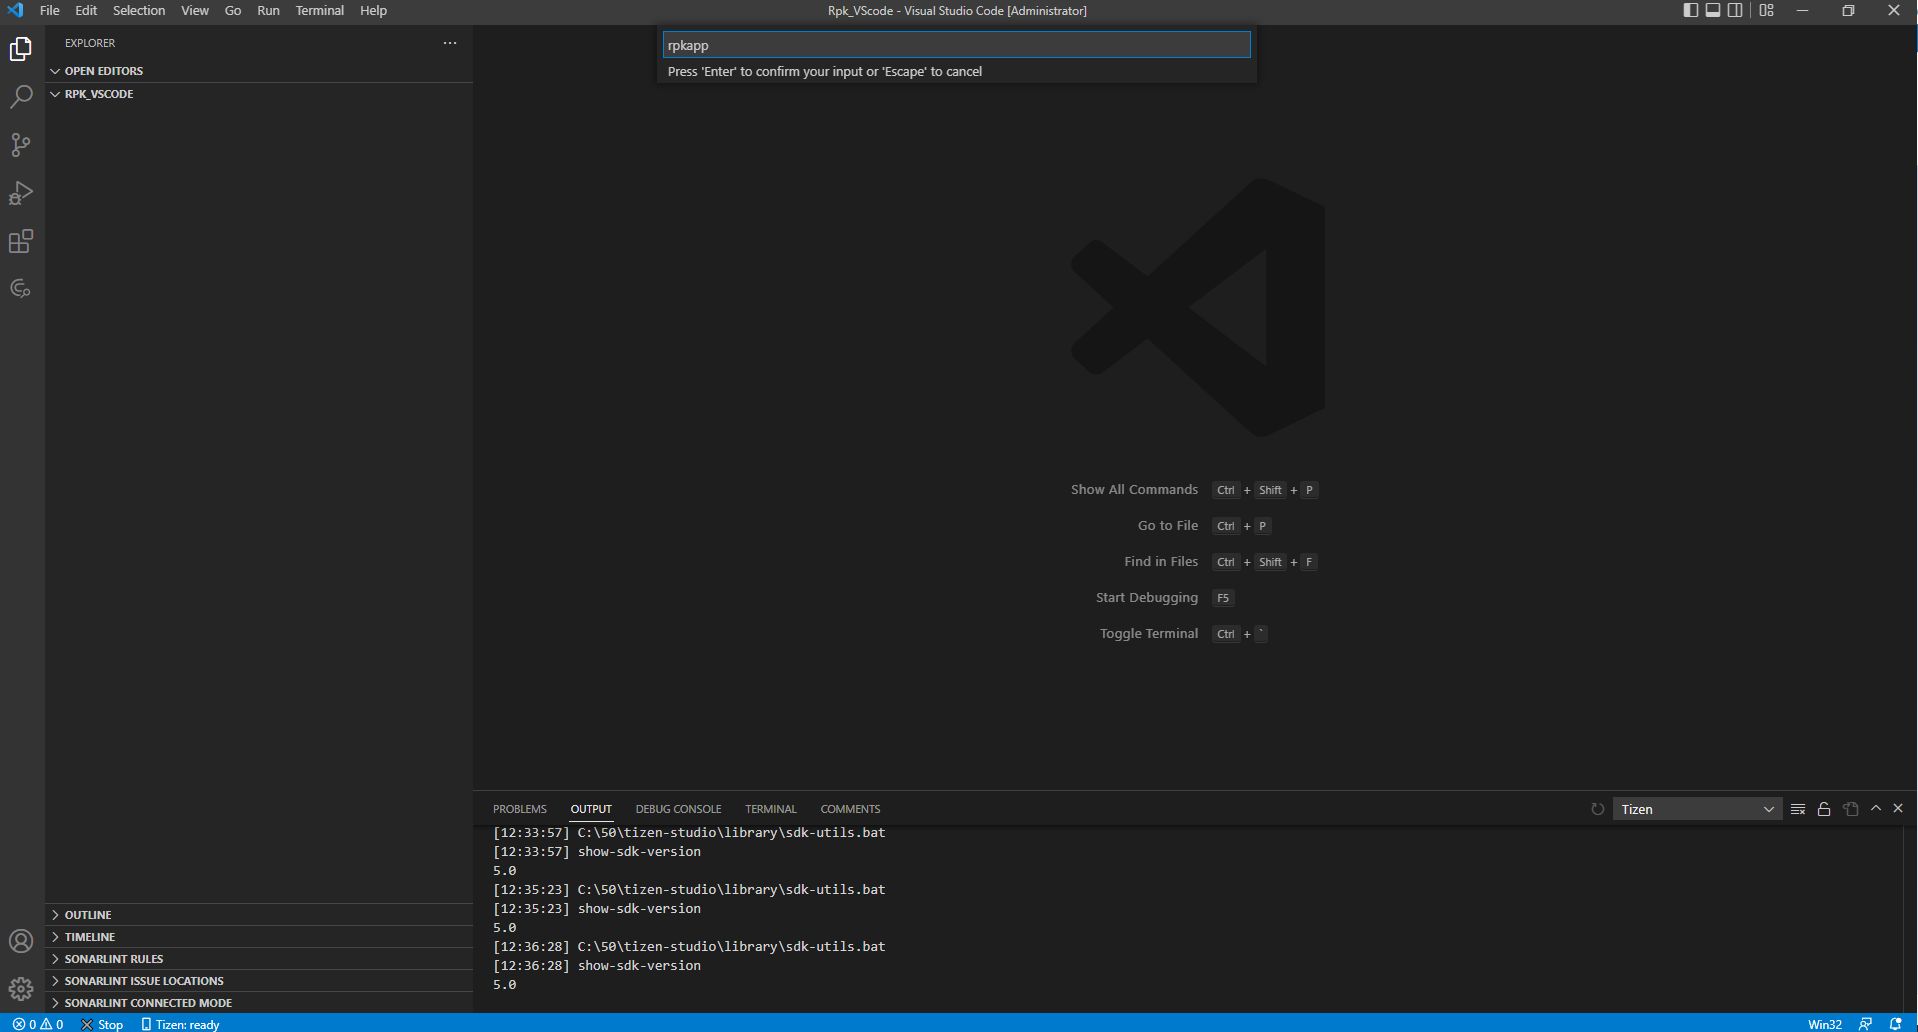 File Edit Selection View Go Run Terminal Help
Rpk_VScode - Visual Studio Code [Administrator]
EXPLORER
OPEN EDITORS
RPK_VSCODE
rpkapp
Press 'Enter' to confirm your input or 'Escape' to cancel
Show All Commands Ctrl + Shift + P
Go to File Ctrl + P
Find in Files Ctrl + Shift + F
Start Debugging F5
Toggle Terminal Ctrl + `
PROBLEMS OUTPUT DEBUG CONSOLE TERMINAL COMMENTS
Tizen
[12:33:57] C:\50\tizen-studio\library\sdk-utils.bat
[12:33:57] show-sdk-version
5.0
[12:35:23] C:\50\tizen-studio\library\sdk-utils.bat
[12:35:23] show-sdk-version
5.0
[12:36:28] C:\50\tizen-studio\library\sdk-utils.bat
[12:36:28] show-sdk-version
5.0
OUTLINE
TIMELINE
SONARLINT RULES
SONARLINT ISSUE LOCATIONS
SONARLINT CONNECTED MODE
0 0 Stop Tizen: ready
Win32